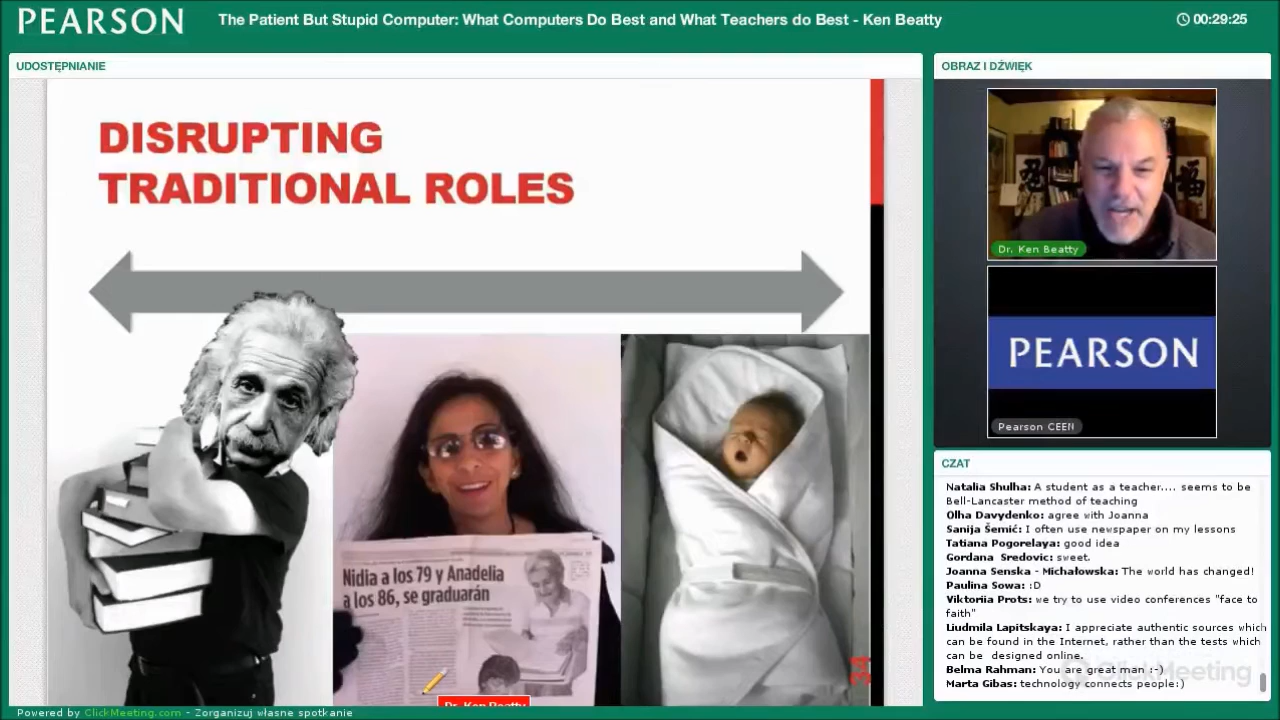 PEARSON
The Patient But Stupid Computer: What Computers Do Best and What Teachers do Best - Ken Beatty
00:29:25
UDOSTĘPNIANIE
DISRUPTING
TRADITIONAL ROLES
Nidia a los 79 y Anadelia
a los 86, se graduarán
34
Dr. Ken Beatty
OBRAZ I DŹWIĘK
忍
福
Dr. Ken Beatty
PEARSON
Pearson CEEN
CZAT
Natalia Shulha: A student as a teacher.... seems to be
Bell-Lancaster method of teaching
Olha Davydenko: agree with Joanna
Sanija Šemić: I often use newspaper on my lessons
Tatiana Pogorelaya: good idea
Gordana Sredovic: sweet.
Joanna Senska - Michałowska: The world has changed!
Paulina Sowa: :D
Viktoriia Prots: we try to use video conferences "face to
faith"
Liudmila Lapitskaya: I appreciate authentic sources which
can be found in the Internet, rather than the tests which
can be designed online.
Belma Rahman: You are great man :-)
Marta Gibas: technology connects people:)
ClickMeeting
Powered by ClickMeeting.com - Zorganizuj własne spotkanie